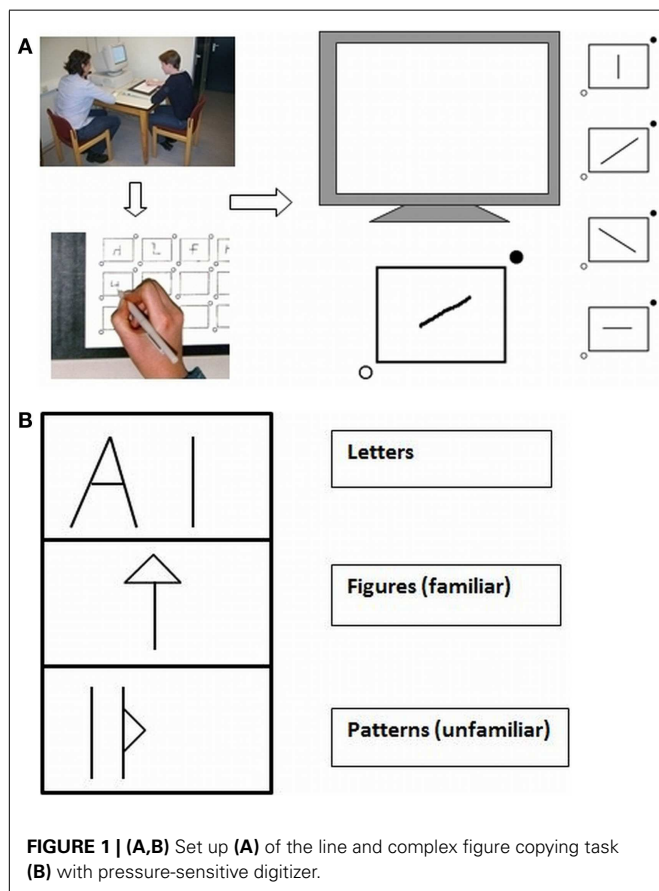 A
B
A L F
Letters
A I
Figures (familiar)
Patterns (unfamiliar)
FIGURE 1 | (A,B) Set up (A) of the line and complex figure copying task
(B) with pressure-sensitive digitizer.